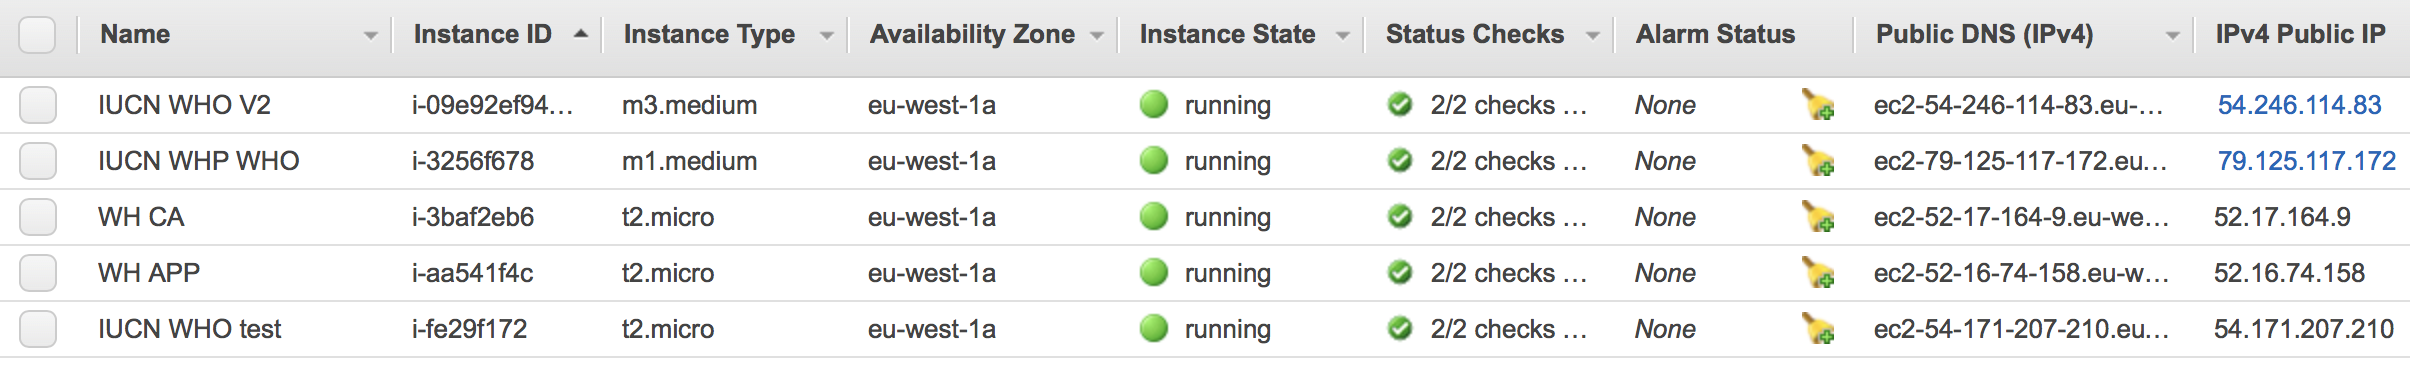 Name Instance ID Instance Type Availability Zone Instance State Status Checks Alarm Status Public DNS (IPv4) IPv4 Public IP
IUCN WHO V2 i-09e92ef94… m3.medium eu-west-1a running 2/2 checks … None ec2-54-246-114-83.eu-… 54.246.114.83
IUCN WHP WHO i-3256f678 m1.medium eu-west-1a running 2/2 checks … None ec2-79-125-117-172.eu… 79.125.117.172
WH CA i-3baf2eb6 t2.micro eu-west-1a running 2/2 checks … None ec2-52-17-164-9.eu-we… 52.17.164.9
WH APP i-aa541f4c t2.micro eu-west-1a running 2/2 checks … None ec2-52-16-74-158.eu-w… 52.16.74.158
IUCN WHO test i-fe29f172 t2.micro eu-west-1a running 2/2 checks … None ec2-54-171-207-210.eu… 54.171.207.210